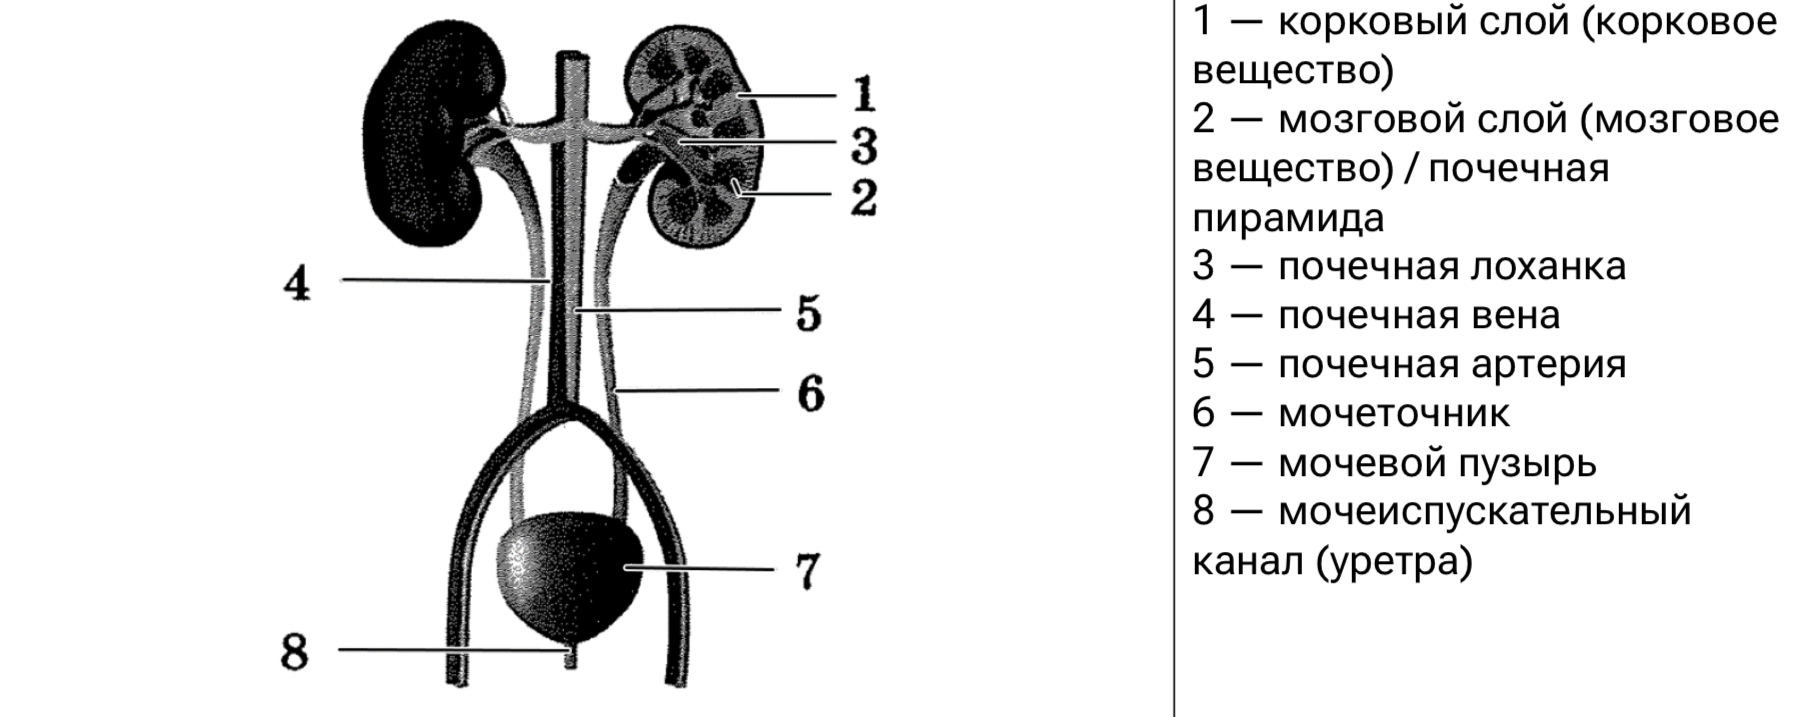 1
3
2
4
5
6
7
8
1 — корковый слой (корковое
вещество)
2 — мозговой слой (мозговое
вещество) / почечная
пирамида
3 — почечная лоханка
4 — почечная вена
5 — почечная артерия
6 — мочеточник
7 — мочевой пузырь
8 — мочеиспускательный
канал (уретра)